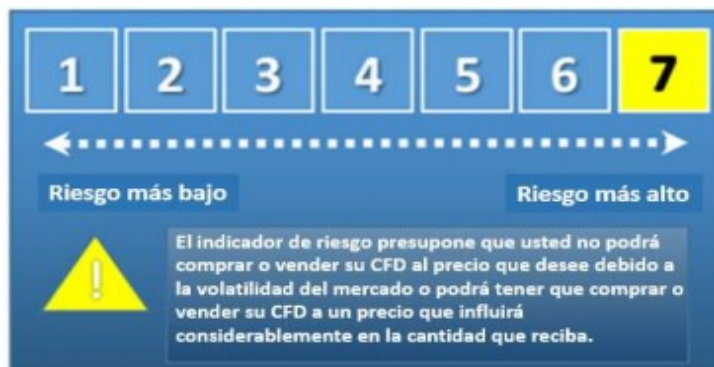 1 2 3 4 5 6 7
Riesgo más bajo Riesgo más alto
!
El indicador de riesgo presupone que usted no podrá
comprar o vender su CFD al precio que desee debido a
la volatilidad del mercado o podrá tener que comprar o
vender su CFD a un precio que influirá
considerablemente en la cantidad que reciba.